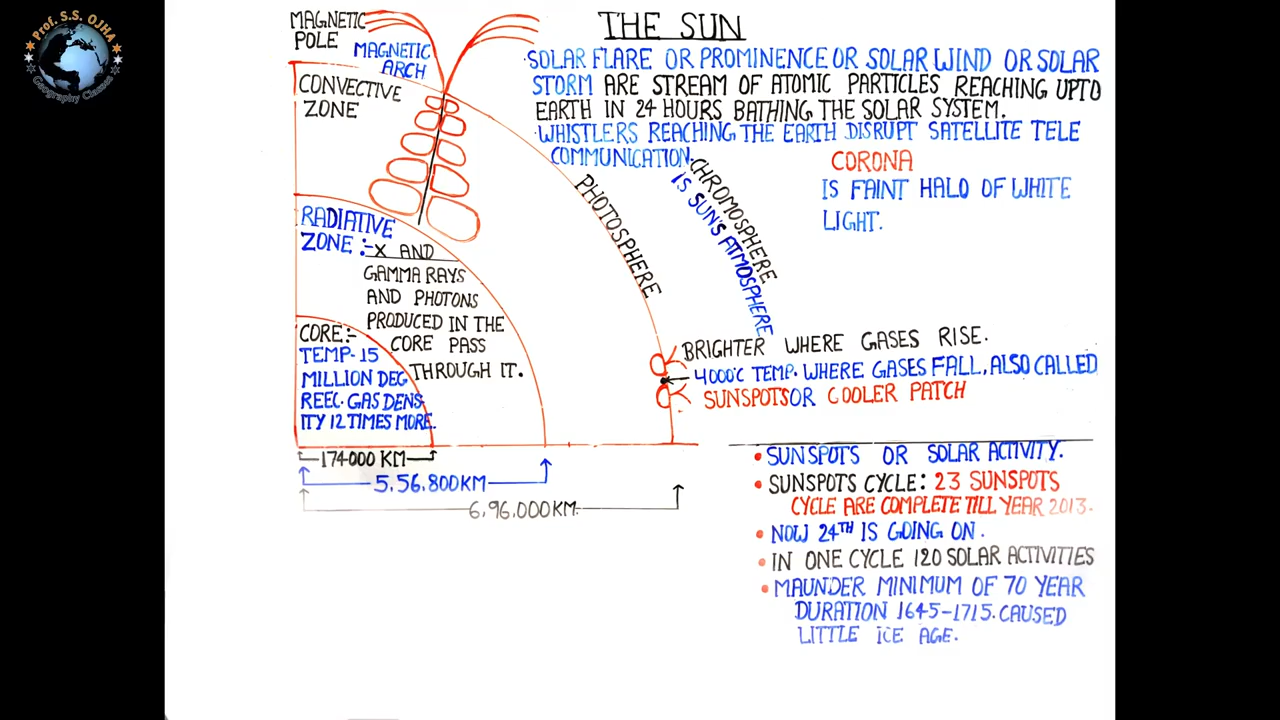 Prof. S.S. OJHA
Geography Classes
THE SUN
MAGNETIC
POLE
MAGNETIC
ARCH
CONVECTIVE
ZONE
·SOLAR FLARE OR PROMINENCE OR SOLAR WIND OR SOLAR
STORM ARE STREAM OF ATOMIC PARTICLES REACHING UPTO
EARTH IN 24 HOURS BATHING THE SOLAR SYSTEM.
·WHISTLERS REACHING THE EARTH DISRUPT SATELLITE TELE
COMMUNICATION.
CORONA
IS FAINT HALO OF WHITE
LIGHT.
PHOTOSPHERE
CHROMOSPHERE
IS SUN'S ATMOSPHERE
RADIATIVE
ZONE :-X AND
GAMMA RAYS
AND PHOTONS
PRODUCED IN THE
CORE PASS
THROUGH IT.
CORE:-
TEMP-15
MILLION DEG
REEC. GAS DENS
ITY 12 TIMES MORE.
BRIGHTER WHERE GASES RISE.
4000°C TEMP. WHERE GASES FALL, ALSO CALLED
SUNSPOTS OR COOLER PATCH
174000 KM
5,56,800KM
6,96,000KM
• SUNSPOTS OR SOLAR ACTIVITY.
• SUNSPOTS CYCLE: 23 SUNSPOTS
CYCLE ARE COMPLETE TILL YEAR 2013.
• NOW 24TH IS GOING ON.
• IN ONE CYCLE 120 SOLAR ACTIVITIES
• MAUNDER MINIMUM OF 70 YEAR
DURATION 1645-1715. CAUSED
LITTLE ICE AGE.